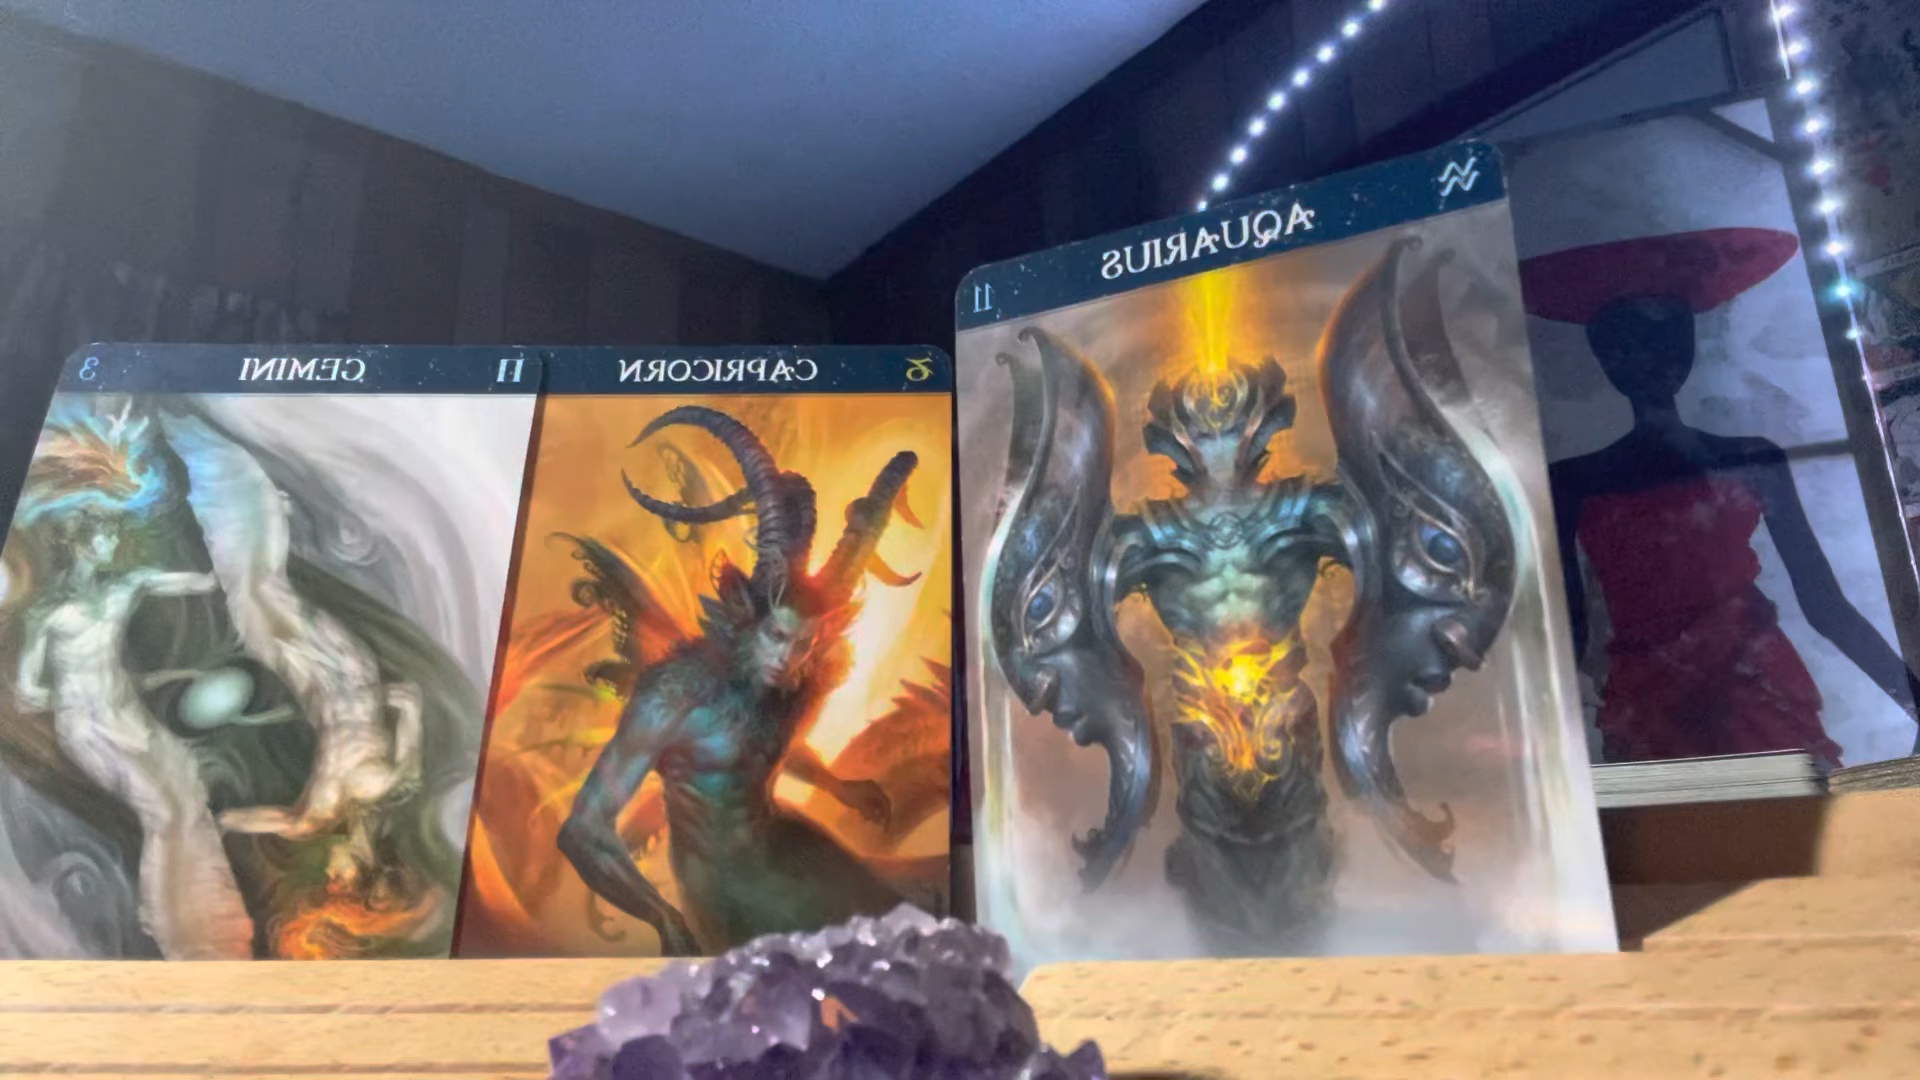 3 GEMINI ♊
CAPRICORN ♑
11 AQUARIUS ♒